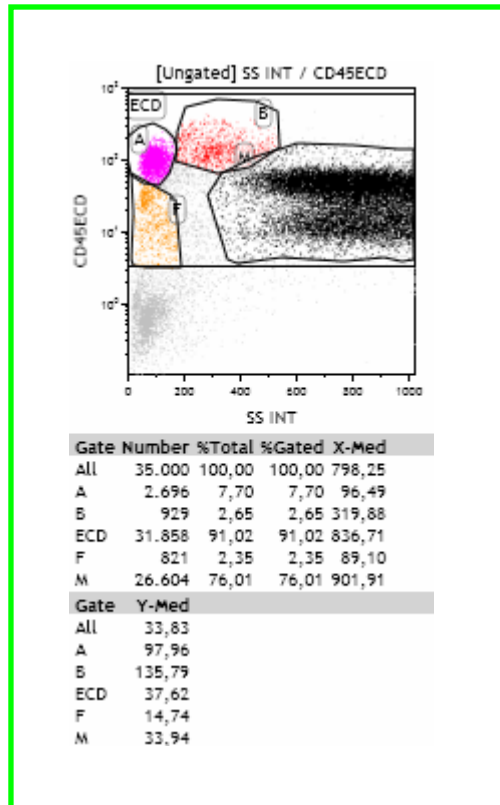 [Ungated] SS INT / CD45ECD
ECD
B
A
M
F
CD45ECD
0 200 400 600 800 1000
SS INT
Gate Number %Total %Gated X-Med
All 35.000 100,00 100,00 798,25
A 2.696 7,70 7,70 96,49
B 929 2,65 2,65 319,88
ECD 31.858 91,02 91,02 836,71
F 821 2,35 2,35 89,10
M 26.604 76,01 76,01 901,91
Gate Y-Med
All 33,83
A 97,96
B 135,79
ECD 37,62
F 14,74
M 33,94